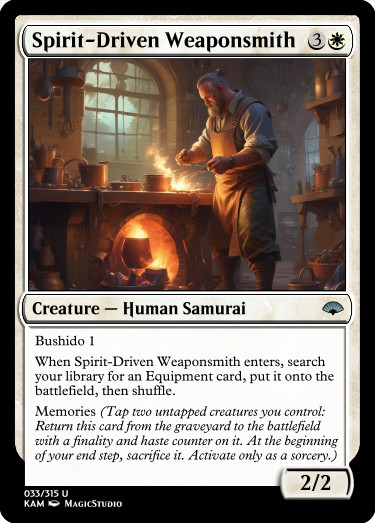 Spirit-Driven Weaponsmith 3
Creature — Human Samurai
Bushido 1
When Spirit-Driven Weaponsmith enters, search
your library for an Equipment card, put it onto the
battlefield, then shuffle.
Memories (Tap two untapped creatures you control:
Return this card from the graveyard to the battlefield
with a finality and haste counter on it. At the beginning
of your end step, sacrifice it. Activate only as a sorcery.)
2/2
033/315 U
KAM MagicStudio